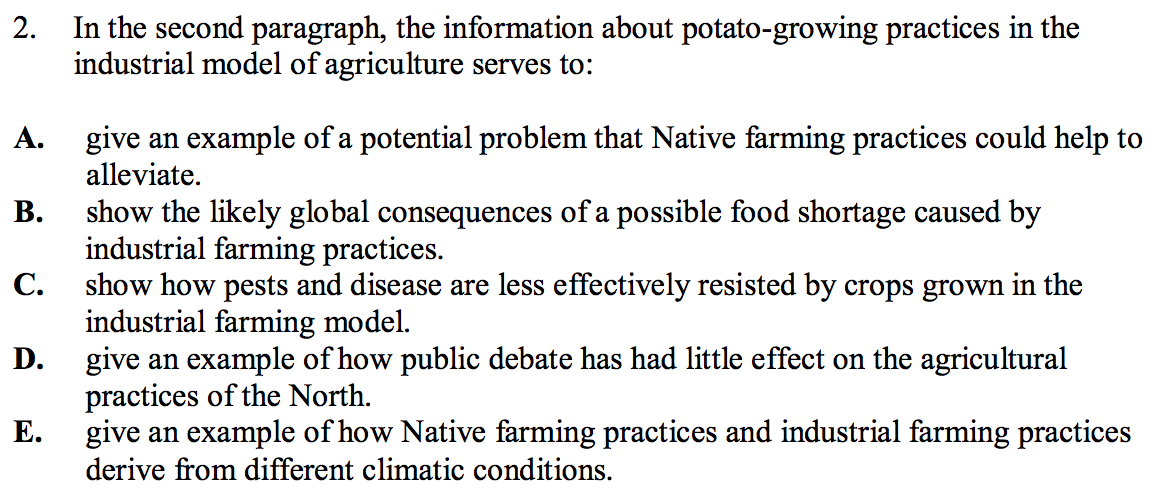 2. In the second paragraph, the information about potato-growing practices in the
industrial model of agriculture serves to:
A. give an example of a potential problem that Native farming practices could help to
alleviate.
B. show the likely global consequences of a possible food shortage caused by
industrial farming practices.
C. show how pests and disease are less effectively resisted by crops grown in the
industrial farming model.
D. give an example of how public debate has had little effect on the agricultural
practices of the North.
E. give an example of how Native farming practices and industrial farming practices
derive from different climatic conditions.